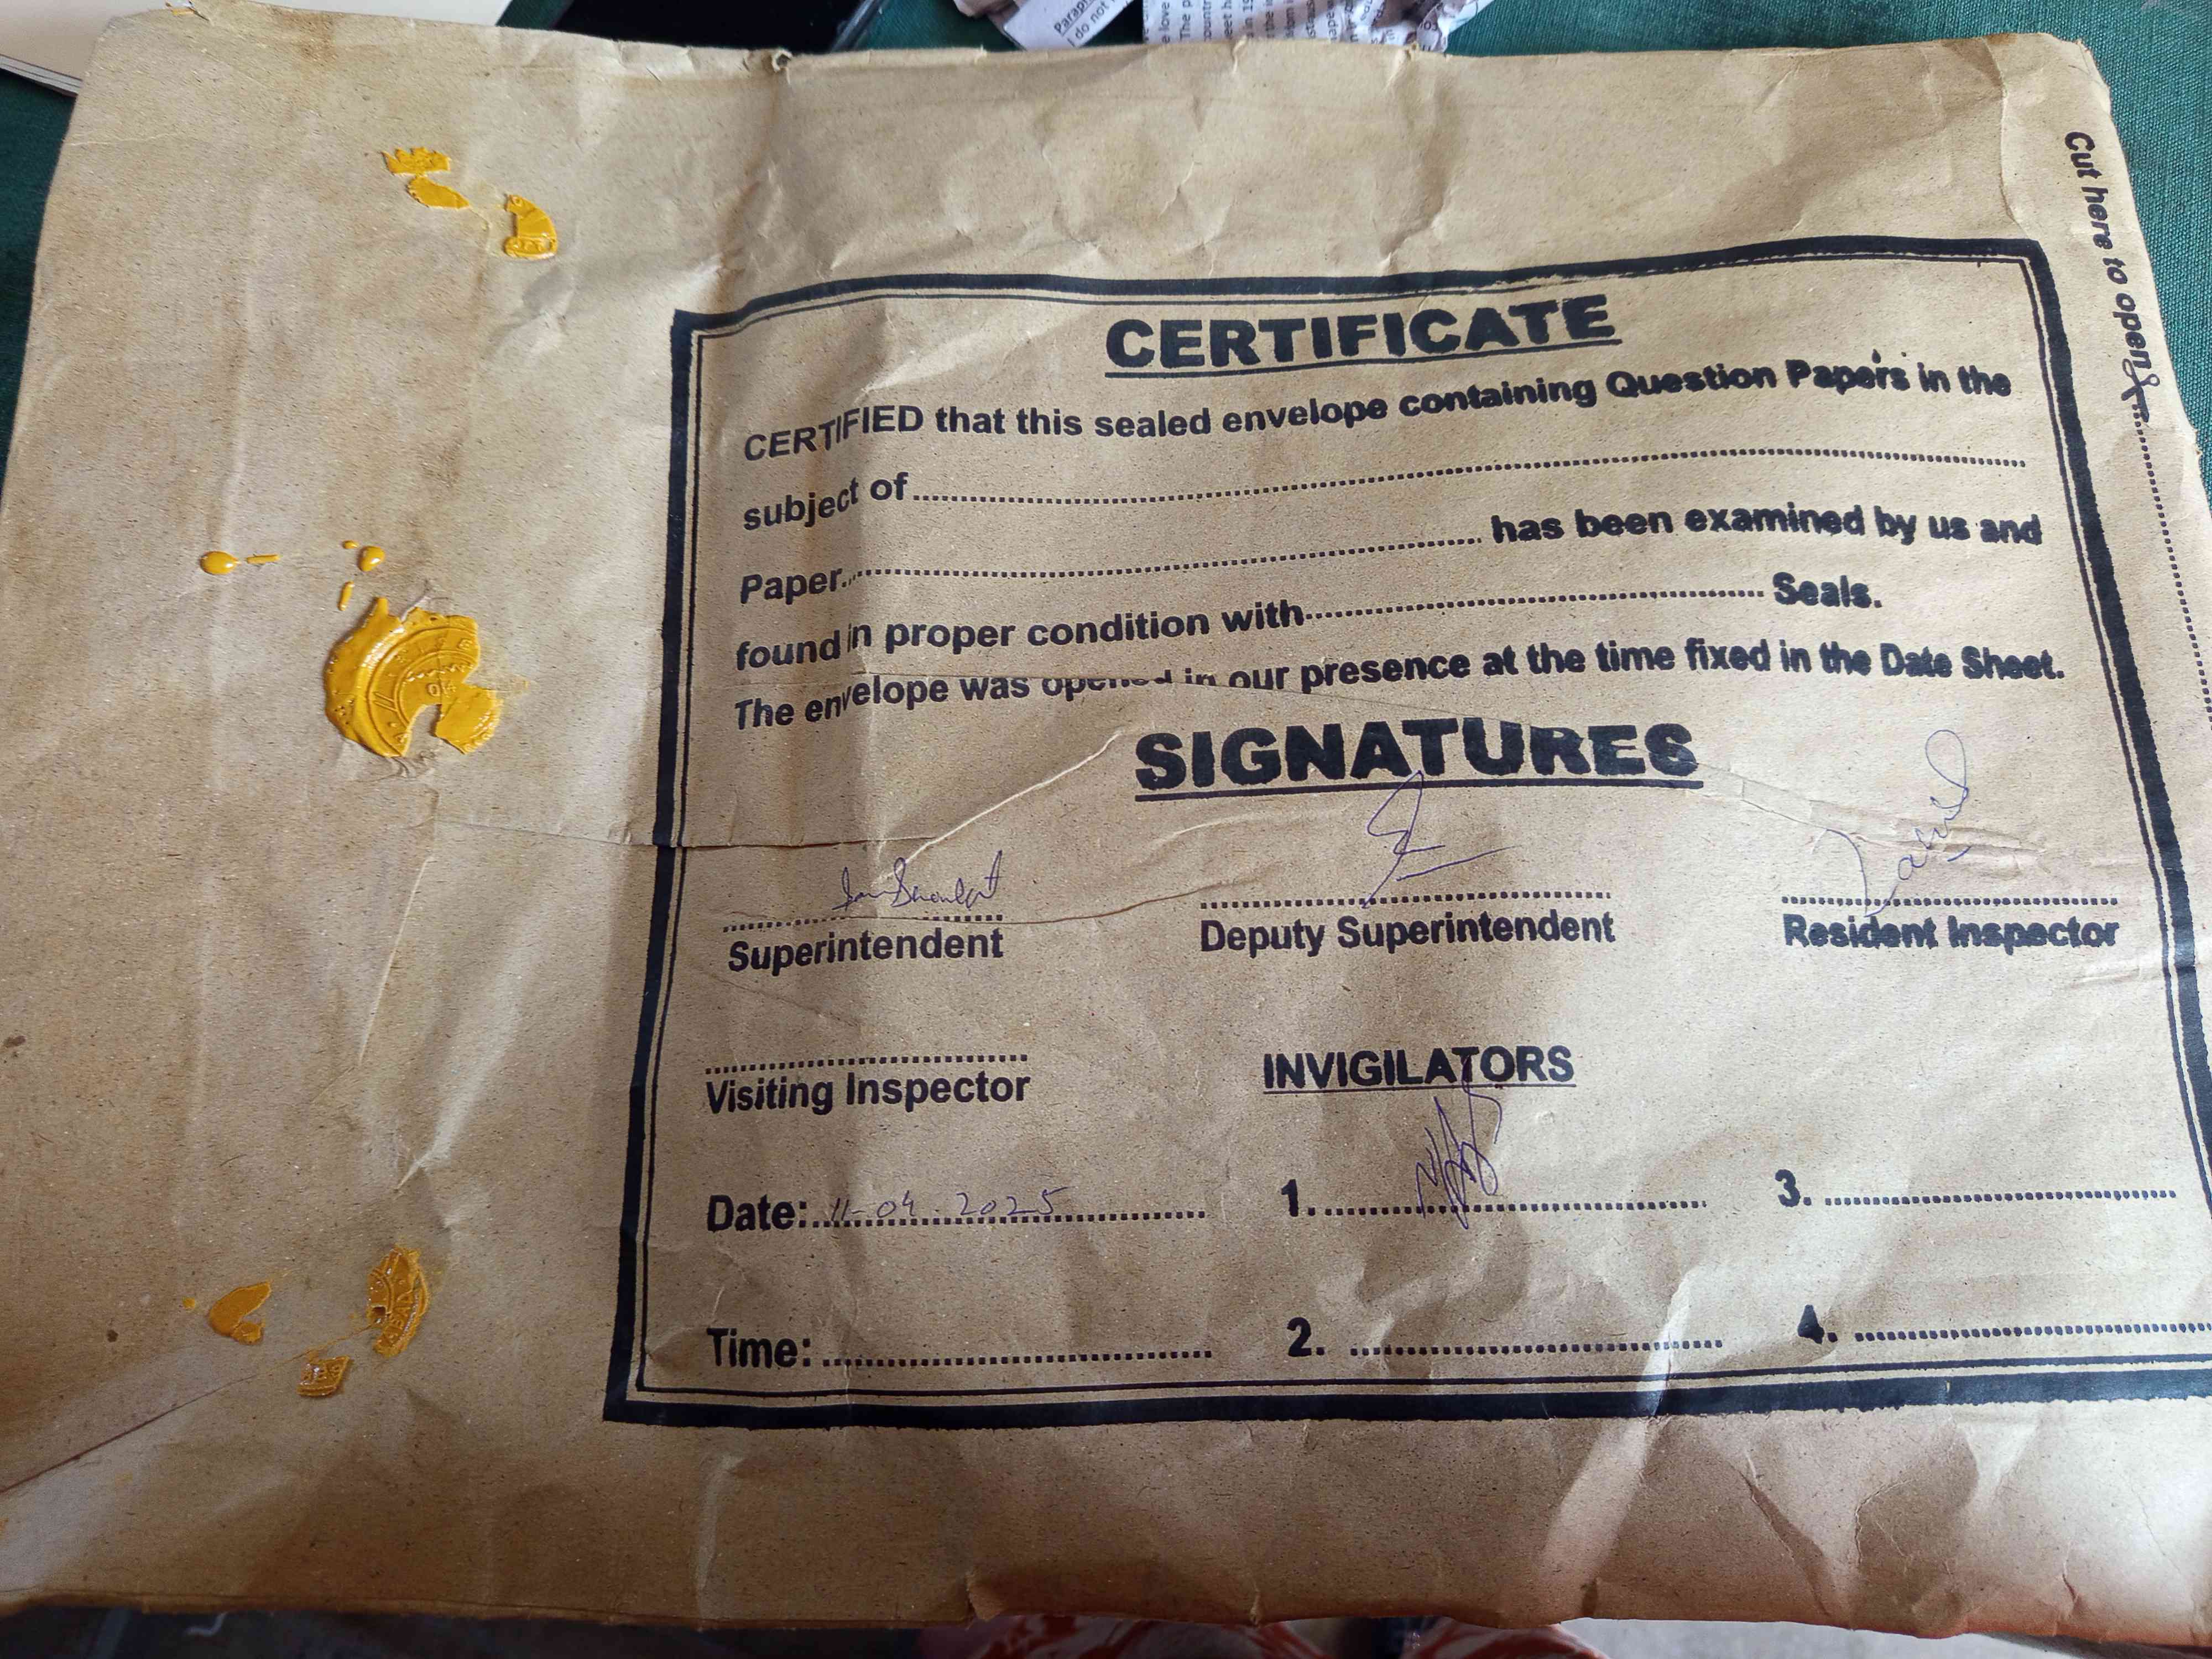 CERTIFICATE
CERTIFIED that this sealed envelope containing Question Papers in the
subject of
Paper has been examined by us and
found in proper condition with Seals.
The envelope was opened in our presence at the time fixed in the Date Sheet.
SIGNATURES
Superintendent Deputy Superintendent Resident Inspector
Visiting Inspector INVIGILATORS
Date: 11-04-2025 1. 3.
Time: 2. 4.
Cut here to open